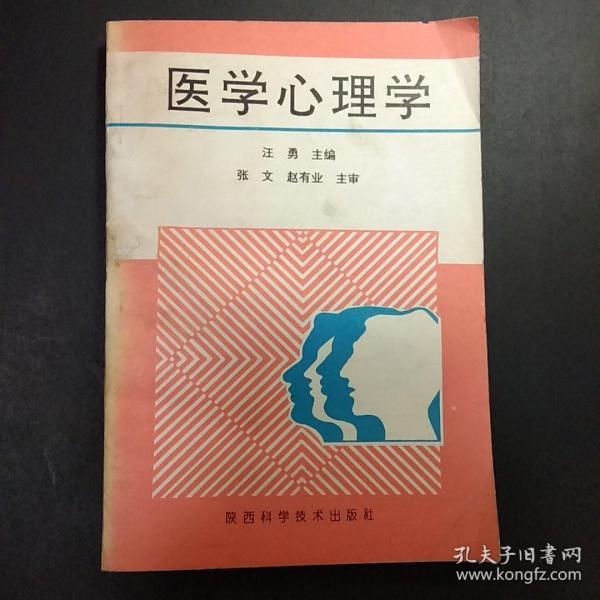 医学心理学
汪 勇 主编
张 文 赵有业 主审
陕西科学技术出版社
孔夫子旧书网
www.kongfz.com